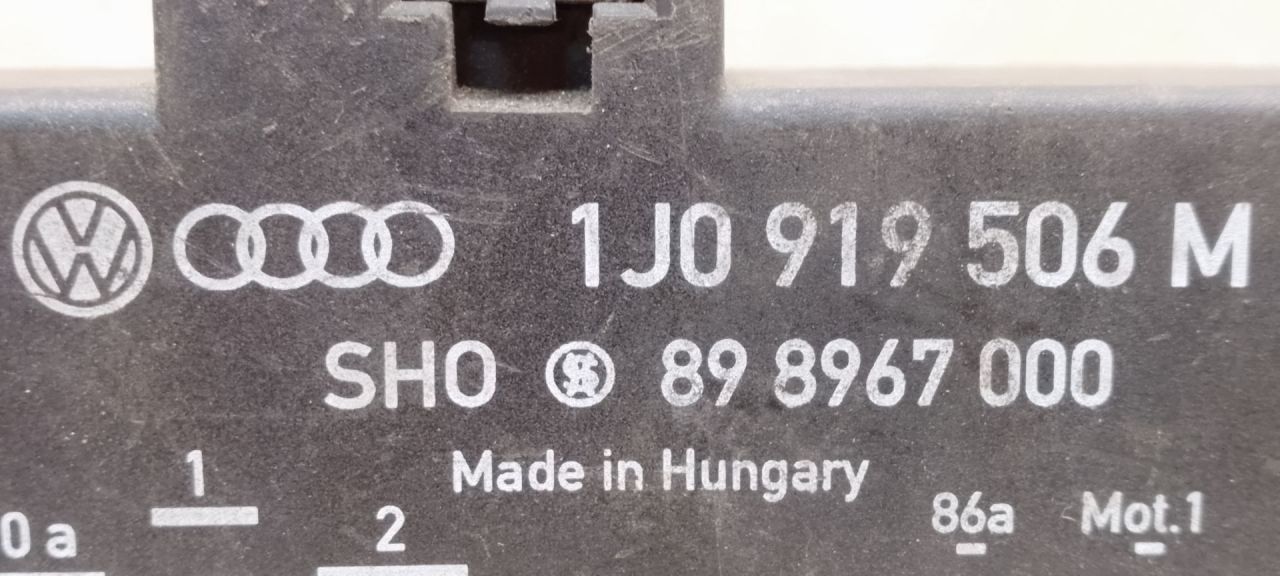 1J0 919 506 M
SHO 89 8967 000
Made in Hungary
1
86a Mot.1
0 a
2